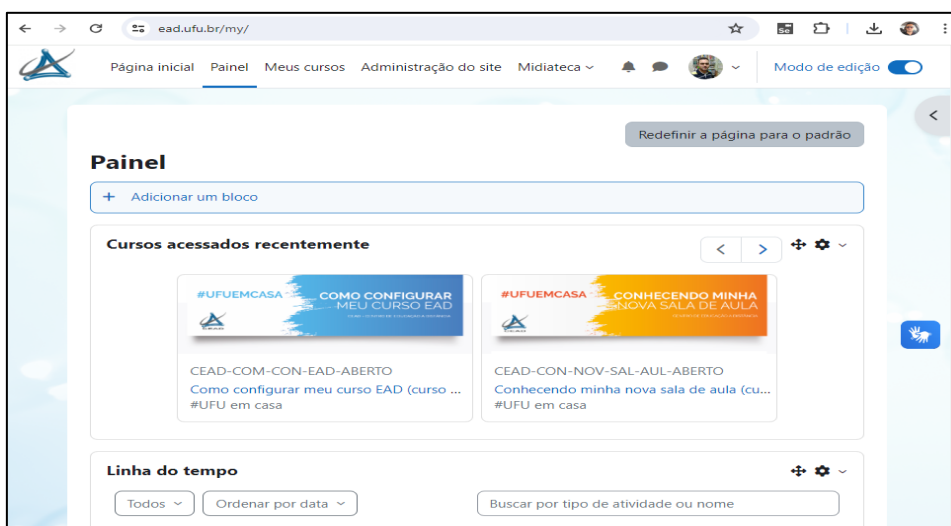 ead.ufu.br/my/
Se
Página inicial Painel Meus cursos Administração do site Midiateca Modo de edição
Redefinir a página para o padrão
Painel
+ Adicionar um bloco
Cursos acessados recentemente
#UFUEMCASA
COMO CONFIGURAR
MEU CURSO EAD
#UFUEMCASA
CONHECENDO MINHA
NOVA SALA DE AULA
CEAD-COM-CON-EAD-ABERTO
Como configurar meu curso EAD (curso ...
#UFU em casa
CEAD-CON-NOV-SAL-AUL-ABERTO
Conhecendo minha nova sala de aula (cu...
#UFU em casa
Linha do tempo
Todos Ordenar por data Buscar por tipo de atividade ou nome